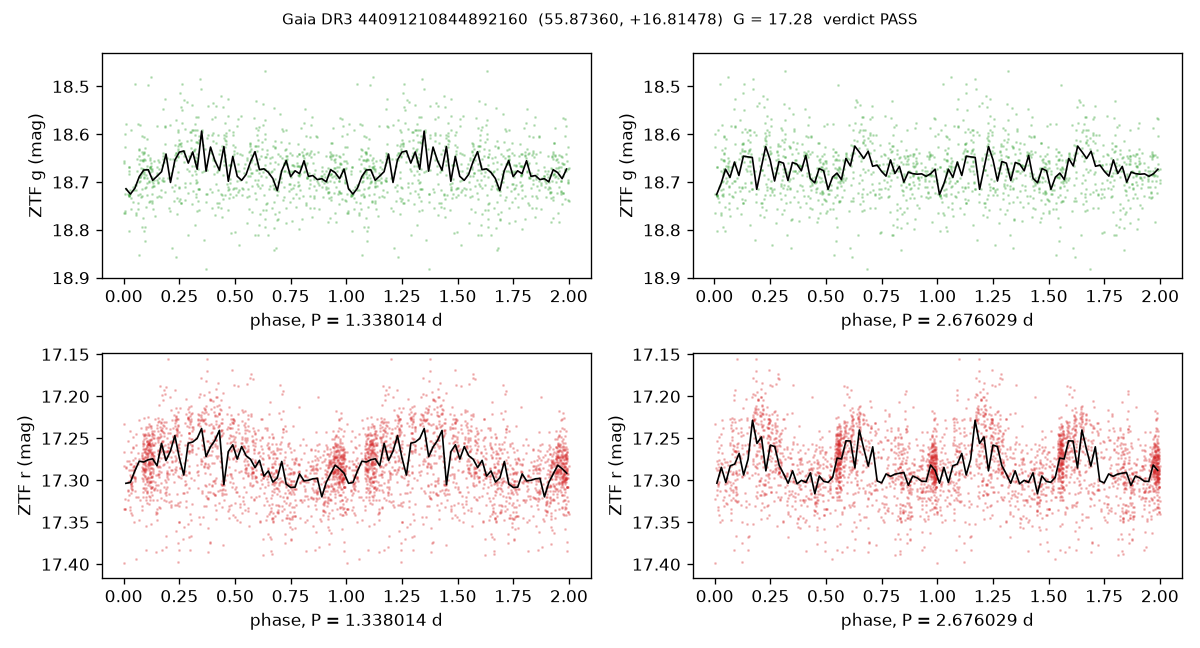 Gaia DR3 44091210844892160 (55.87360, +16.81478) G = 17.28 verdict PASS
ZTF g (mag)
18.5
18.6
18.7
18.8
18.9
0.00 0.25 0.50 0.75 1.00 1.25 1.50 1.75 2.00
phase, P = 1.338014 d
ZTF g (mag)
18.5
18.6
18.7
18.8
18.9
0.00 0.25 0.50 0.75 1.00 1.25 1.50 1.75 2.00
phase, P = 2.676029 d
ZTF r (mag)
17.15
17.20
17.25
17.30
17.35
17.40
0.00 0.25 0.50 0.75 1.00 1.25 1.50 1.75 2.00
phase, P = 1.338014 d
ZTF r (mag)
17.15
17.20
17.25
17.30
17.35
17.40
0.00 0.25 0.50 0.75 1.00 1.25 1.50 1.75 2.00
phase, P = 2.676029 d